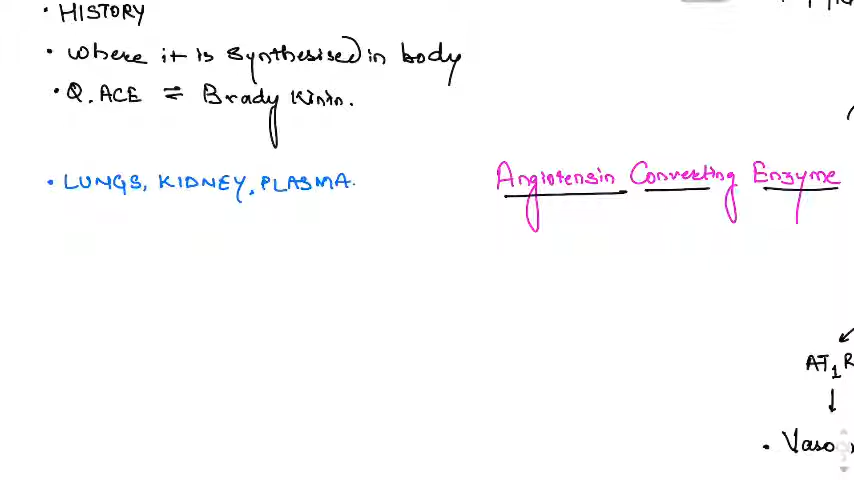 • HISTORY
• Where it is synthesised in body
• Q. ACE ⇌ Brady Kinin.
• LUNGS, KIDNEY, PLASMA.
Angiotensin Converting Enzyme
AT1R
• Vaso